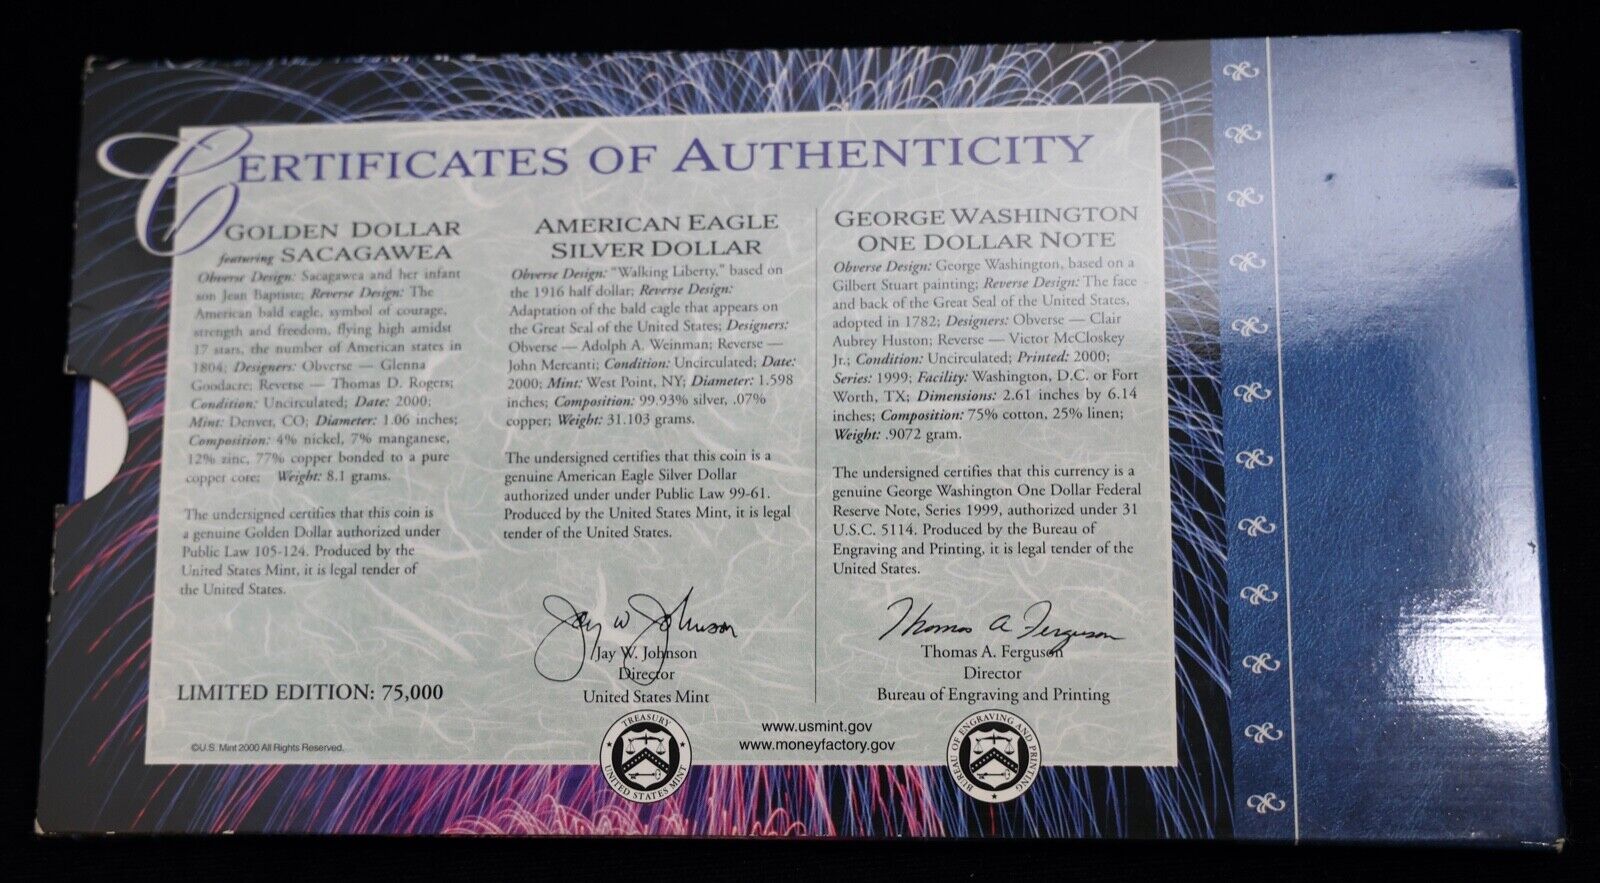 CERTIFICATES OF AUTHENTICITY
GOLDEN DOLLAR
featuring SACAGAWEA
Obverse Design: Sacagawea and her infant
son Jean Baptiste; Reverse Design: The
American bald eagle, symbol of courage,
strength and freedom, flying high amidst
17 stars, the number of American states in
1804; Designers: Obverse — Glenna
Goodacre; Reverse — Thomas D. Rogers;
Condition: Uncirculated; Date: 2000;
Mint: Denver, CO; Diameter: 1.06 inches;
Composition: 4% nickel, 7% manganese,
12% zinc, 77% copper bonded to a pure
copper core; Weight: 8.1 grams.
The undersigned certifies that this coin is
a genuine Golden Dollar authorized under
Public Law 105-124. Produced by the
United States Mint, it is legal tender of
the United States.
LIMITED EDITION: 75,000
©U.S. Mint 2000 All Rights Reserved.
AMERICAN EAGLE
SILVER DOLLAR
Obverse Design: "Walking Liberty," based on
the 1916 half dollar; Reverse Design:
Adaptation of the bald eagle that appears on
the Great Seal of the United States; Designers:
Obverse — Adolph A. Weinman; Reverse —
John Mercanti; Condition: Uncirculated; Date:
2000; Mint: West Point, NY; Diameter: 1.598
inches; Composition: 99.93% silver, .07%
copper; Weight: 31.103 grams.
The undersigned certifies that this coin is a
genuine American Eagle Silver Dollar
authorized under under Public Law 99-61.
Produced by the United States Mint, it is legal
tender of the United States.
Jay W. Johnson
Jay W. Johnson
Director
United States Mint
TREASURY
UNITED STATES MINT
GEORGE WASHINGTON
ONE DOLLAR NOTE
Obverse Design: George Washington, based on a
Gilbert Stuart painting; Reverse Design: The face
and back of the Great Seal of the United States,
adopted in 1782; Designers: Obverse — Clair
Aubrey Huston; Reverse — Victor McCloskey
Jr.; Condition: Uncirculated; Printed: 2000;
Series: 1999; Facility: Washington, D.C. or Fort
Worth, TX; Dimensions: 2.61 inches by 6.14
inches; Composition: 75% cotton, 25% linen;
Weight: .9072 gram.
The undersigned certifies that this currency is a
genuine George Washington One Dollar Federal
Reserve Note, Series 1999, authorized under 31
U.S.C. 5114. Produced by the Bureau of
Engraving and Printing, it is legal tender of the
United States.
Thomas A. Ferguson
Thomas A. Ferguson
Director
Bureau of Engraving and Printing
www.usmint.gov
www.moneyfactory.gov
BUREAU OF ENGRAVING AND PRINTING